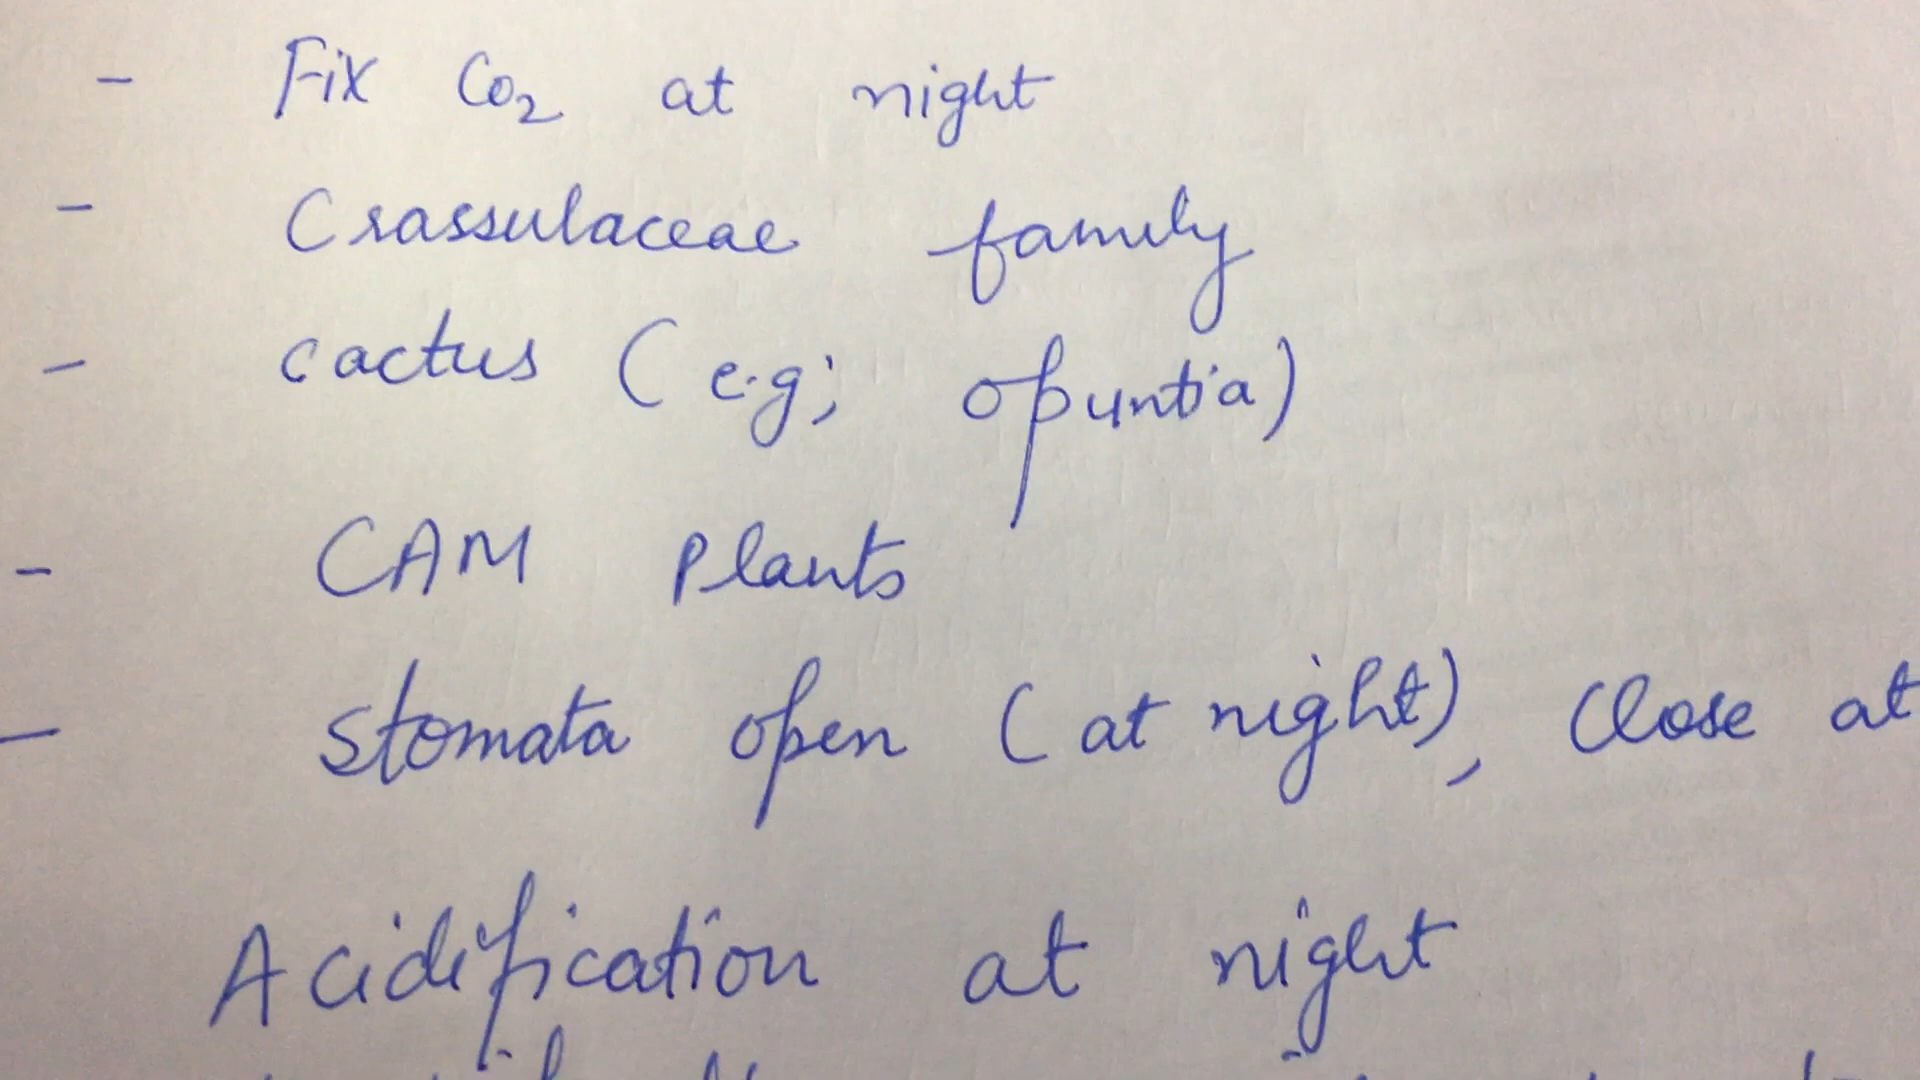 - Fix Co₂ at night
- Crassulaceae family
- cactus (e.g; opuntia)
- CAM Plants
- stomata open (at night), Close at
Acidification at night